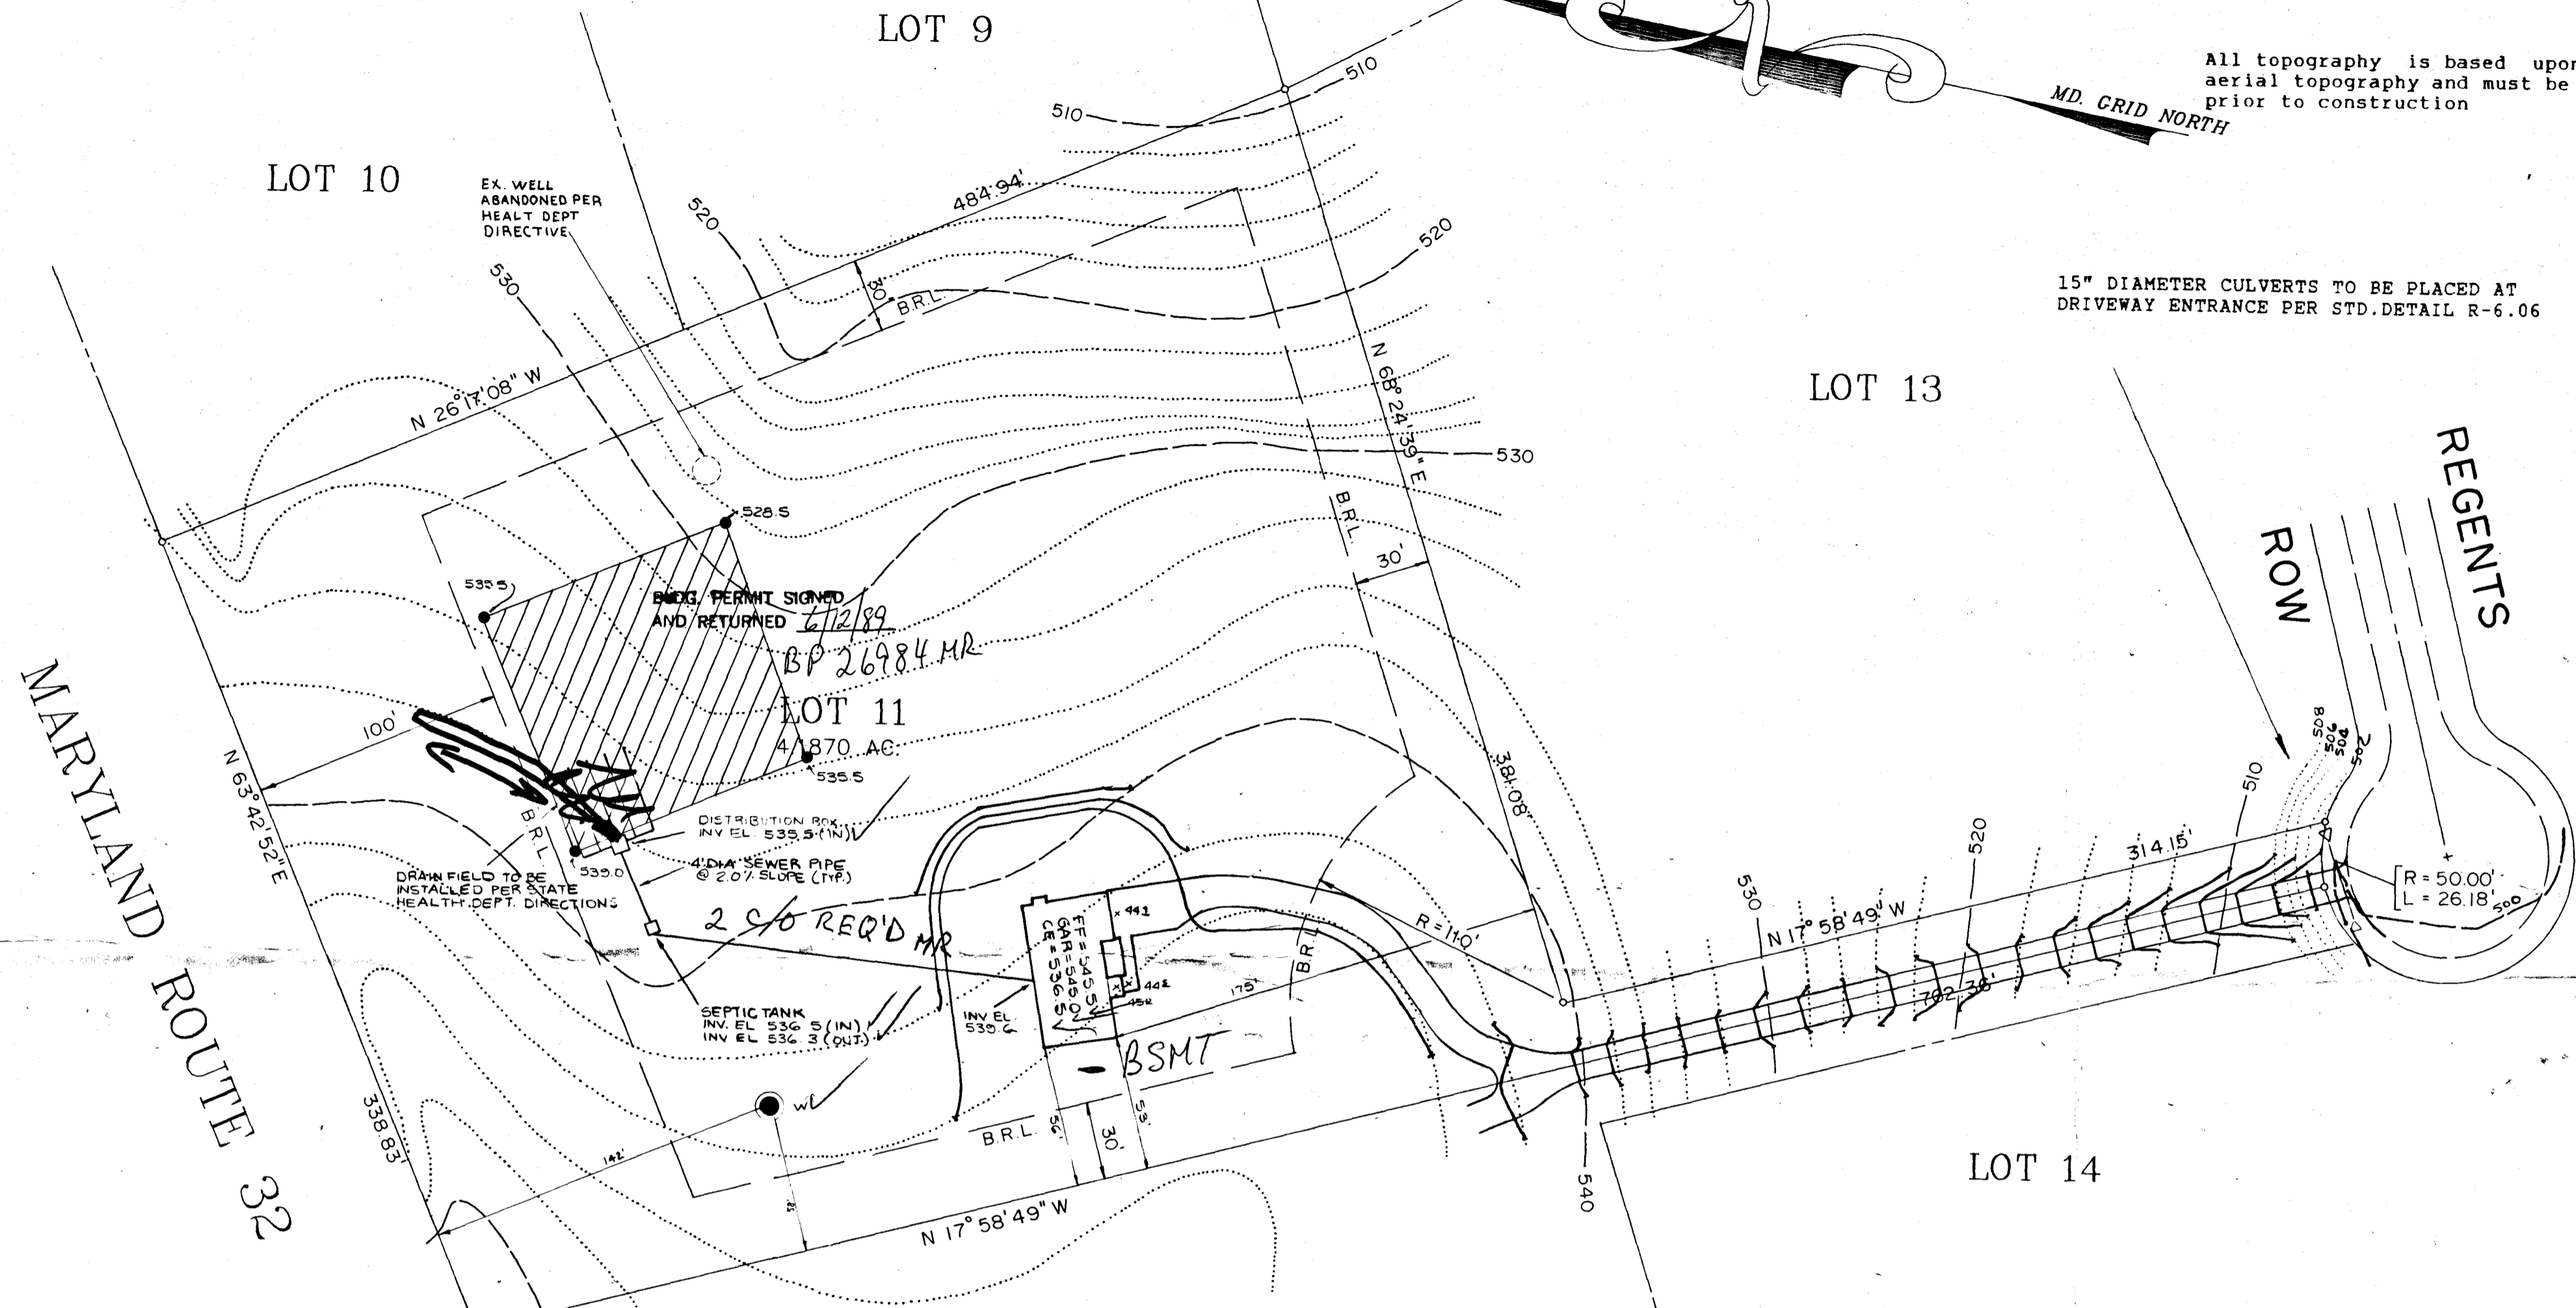 LOT 9
All topography is based upon
aerial topography and must be
prior to construction
MD. GRID NORTH
510
510
LOT 10
EX. WELL
ABANDONED PER
HEALT DEPT
DIRECTIVE
484.94'
520
520
530
30'
B.R.L.
15" DIAMETER CULVERTS TO BE PLACED AT
DRIVEWAY ENTRANCE PER STD.DETAIL R-6.06
N 26°17'08" W
N 68°24'39" E
LOT 13
REGENTS
ROW
530
B.R.L.
30'
528.5
535.5
BLDG. PERMIT SIGNED
AND RETURNED 6/12/89
BP 26984 MR
LOT 11
4.1870 AC.
535.5
100'
MARYLAND ROUTE 32
N 63°42'52"E
338.83'
B.R.L.
DISTRIBUTION BOX
INV EL. 535.5 (IN)
4"DIA SEWER PIPE
@ 2.0% SLOPE (TYP.)
539.0
DRAIN FIELD TO BE
INSTALLED PER STATE
HEALTH DEPT. DIRECTIONS
2 C/O REQ'D MR
SEPTIC TANK
INV. EL 536.5 (IN)
INV EL 536.3 (OUT)
INV EL
539.6
FF = 545.5
GAR = 545.0
CE = 536.5
BSMT
B.R.L.
175'
R = 110'
381.08'
508
506
504
502
510
520
530
314.15'
N 17°58'49" W
702.36'
R = 50.00'
L = 26.18'
500
540
142'
B.R.L.
56'
30'
53'
N 17°58'49" W
LOT 14